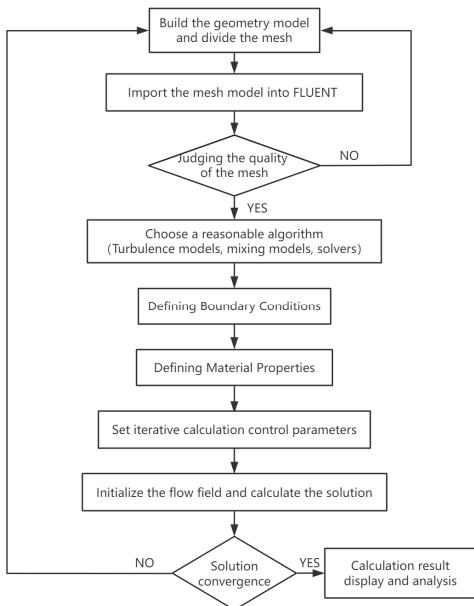 Build the geometry model
and divide the mesh
Import the mesh model into FLUENT
Judging the quality
of the mesh
NO
YES
Choose a reasonable algorithm
(Turbulence models, mixing models, solvers)
Defining Boundary Conditions
Defining Material Properties
Set iterative calculation control parameters
Initialize the flow field and calculate the solution
NO
Solution
convergence
YES
Calculation result
display and analysis